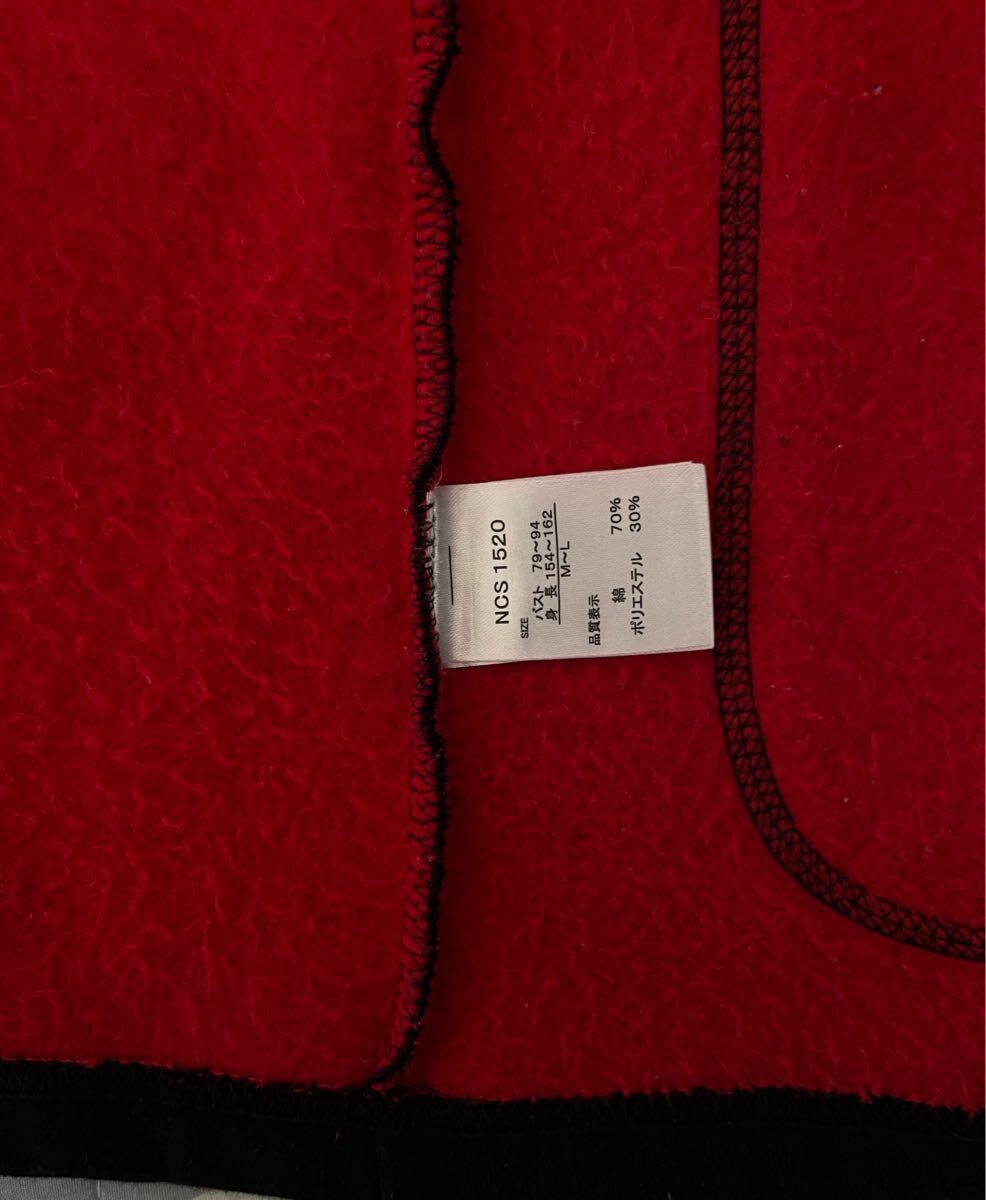 NCS 1520
SIZE
バスト 79〜94
身 長 154〜162
M〜L
品質表示
綿 70%
ポリエステル 30%